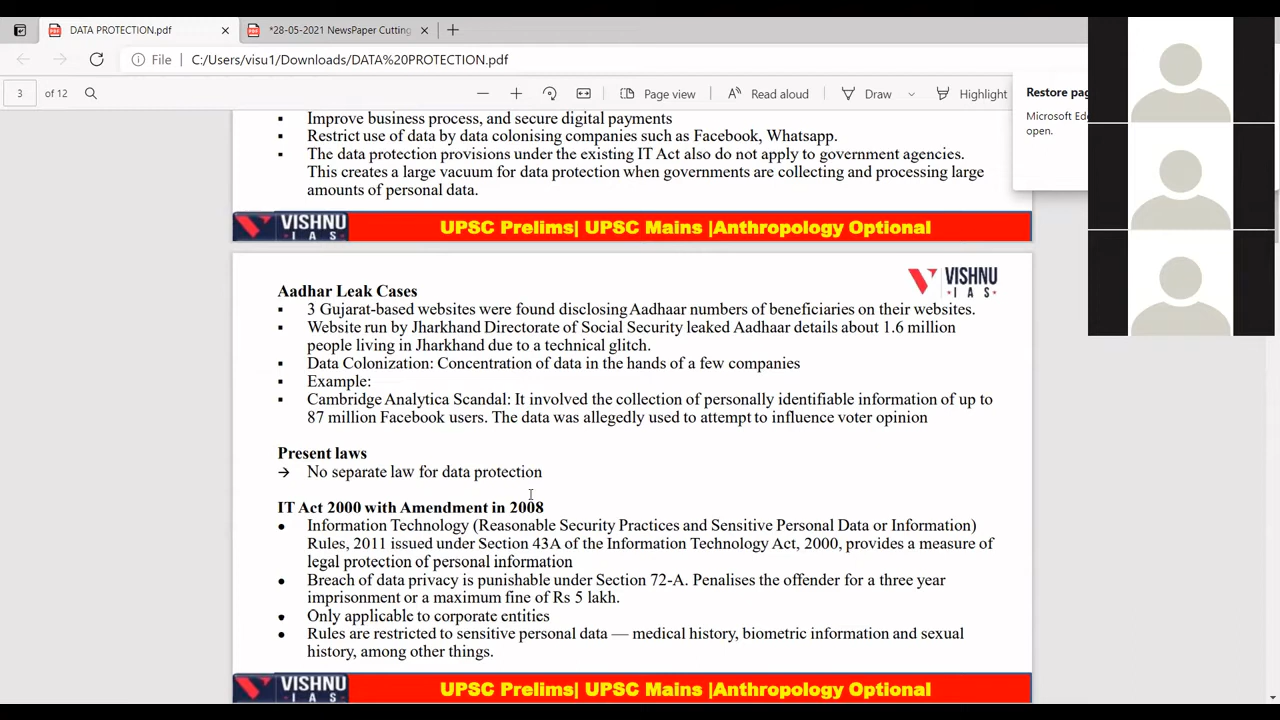 DATA PROTECTION.pdf
*28-05-2021 NewsPaper Cutting
File
C:/Users/visu1/Downloads/DATA%20PROTECTION.pdf
3 of 12
Page view
Read aloud
Draw
Highlight
Restore pag
Microsoft Ed
open.
Improve business process, and secure digital payments
Restrict use of data by data colonising companies such as Facebook, Whatsapp.
The data protection provisions under the existing IT Act also do not apply to government agencies.
This creates a large vacuum for data protection when governments are collecting and processing large
amounts of personal data.
VISHNU
IAS
UPSC Prelims| UPSC Mains |Anthropology Optional
VISHNU
IAS
Aadhar Leak Cases
▪ 3 Gujarat-based websites were found disclosing Aadhaar numbers of beneficiaries on their websites.
▪ Website run by Jharkhand Directorate of Social Security leaked Aadhaar details about 1.6 million
people living in Jharkhand due to a technical glitch.
▪ Data Colonization: Concentration of data in the hands of a few companies
▪ Example:
▪ Cambridge Analytica Scandal: It involved the collection of personally identifiable information of up to
87 million Facebook users. The data was allegedly used to attempt to influence voter opinion
Present laws
→ No separate law for data protection
IT Act 2000 with Amendment in 2008
● Information Technology (Reasonable Security Practices and Sensitive Personal Data or Information)
Rules, 2011 issued under Section 43A of the Information Technology Act, 2000, provides a measure of
legal protection of personal information
● Breach of data privacy is punishable under Section 72-A. Penalises the offender for a three year
imprisonment or a maximum fine of Rs 5 lakh.
● Only applicable to corporate entities
● Rules are restricted to sensitive personal data — medical history, biometric information and sexual
history, among other things.
VISHNU
IAS
UPSC Prelims| UPSC Mains |Anthropology Optional